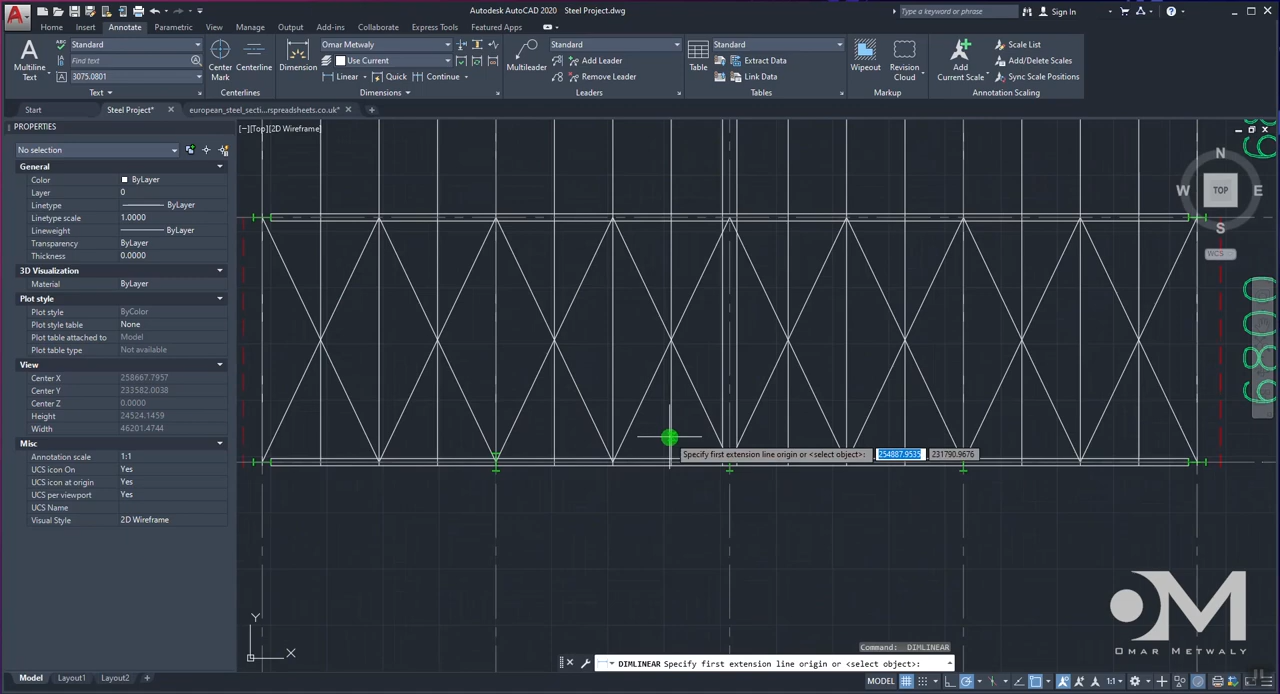 Autodesk AutoCAD 2020 Steel Project.dwg
Type a keyword or phrase
Sign In
Home Insert Annotate Parametric View Manage Output Add-ins Collaborate Express Tools Featured Apps
Multiline
Text
Standard
Find text
3075.0801
Text
Center
Mark
Centerline
Centerlines
Dimension
Omar Metwaly
Use Current
Linear Quick Continue
Dimensions
Multileader
Standard
Add Leader
Remove Leader
Leaders
Table
Standard
Extract Data
Link Data
Tables
Wipeout
Revision
Cloud
Markup
Add
Current Scale
Scale List
Add/Delete Scales
Sync Scale Positions
Annotation Scaling
Start Steel Project* european_steel_secti...rspreadsheets.co.uk*
PROPERTIES
No selection
General
Color ByLayer
Layer 0
Linetype ByLayer
Linetype scale 1.0000
Lineweight ByLayer
Transparency ByLayer
Thickness 0.0000
3D Visualization
Material ByLayer
Plot style
Plot style ByColor
Plot style table None
Plot table attached to Model
Plot table type Not available
View
Center X 258667.7957
Center Y 233582.0038
Center Z 0.0000
Height 24524.1459
Width 46201.4744
Misc
Annotation scale 1:1
UCS icon On Yes
UCS icon at origin Yes
UCS per viewport Yes
UCS Name
Visual Style 2D Wireframe
[−][Top][2D Wireframe]
N
W TOP E
S
WCS
6800
Specify first extension line origin or <select object>: 254887.9535 231790.9676
Y
X
OM
OMAR METWALY
Command: DIMLINEAR
DIMLINEAR Specify first extension line origin or <select object>:
Model Layout1 Layout2
MODEL 1:1